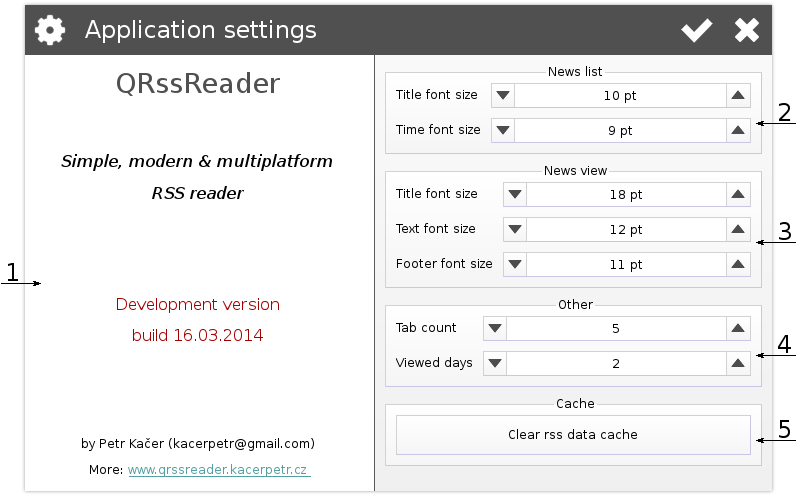 Application settings
QRssReader
Simple, modern & multiplatform
RSS reader
1
Development version
build 16.03.2014
by Petr Kačer (kacerpetr@gmail.com)
More: www.qrssreader.kacerpetr.cz
News list
Title font size 10 pt
Time font size 9 pt
2
News view
Title font size 18 pt
Text font size 12 pt
Footer font size 11 pt
3
Other
Tab count 5
Viewed days 2
4
Cache
Clear rss data cache
5